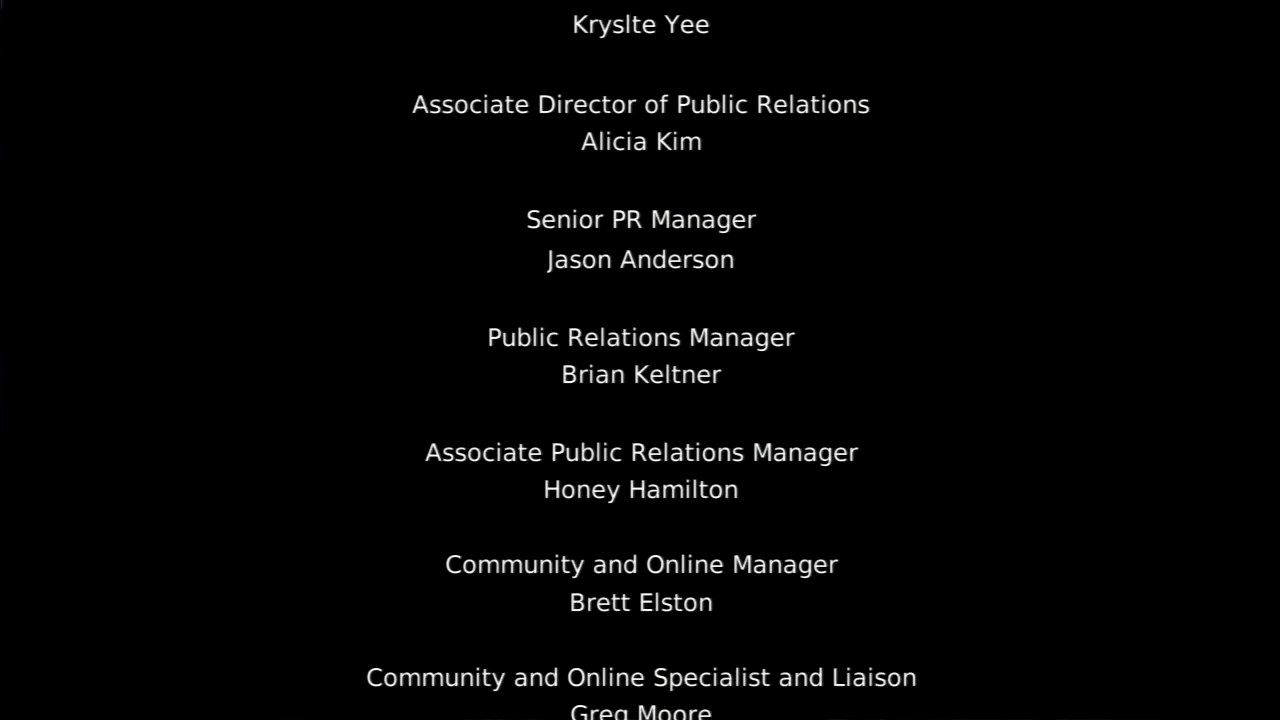 Kryslte Yee
Associate Director of Public Relations
Alicia Kim
Senior PR Manager
Jason Anderson
Public Relations Manager
Brian Keltner
Associate Public Relations Manager
Honey Hamilton
Community and Online Manager
Brett Elston
Community and Online Specialist and Liaison
Greg Moore